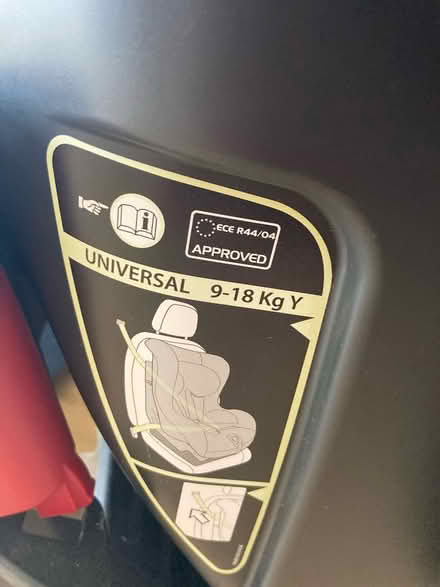 i
ECE R44/04
APPROVED
UNIVERSAL 9-18 Kg Y